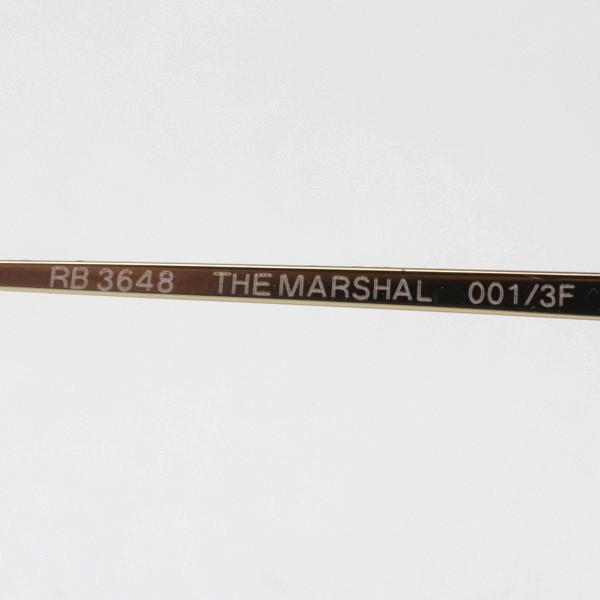 RB 3648 THE MARSHAL 001/3F